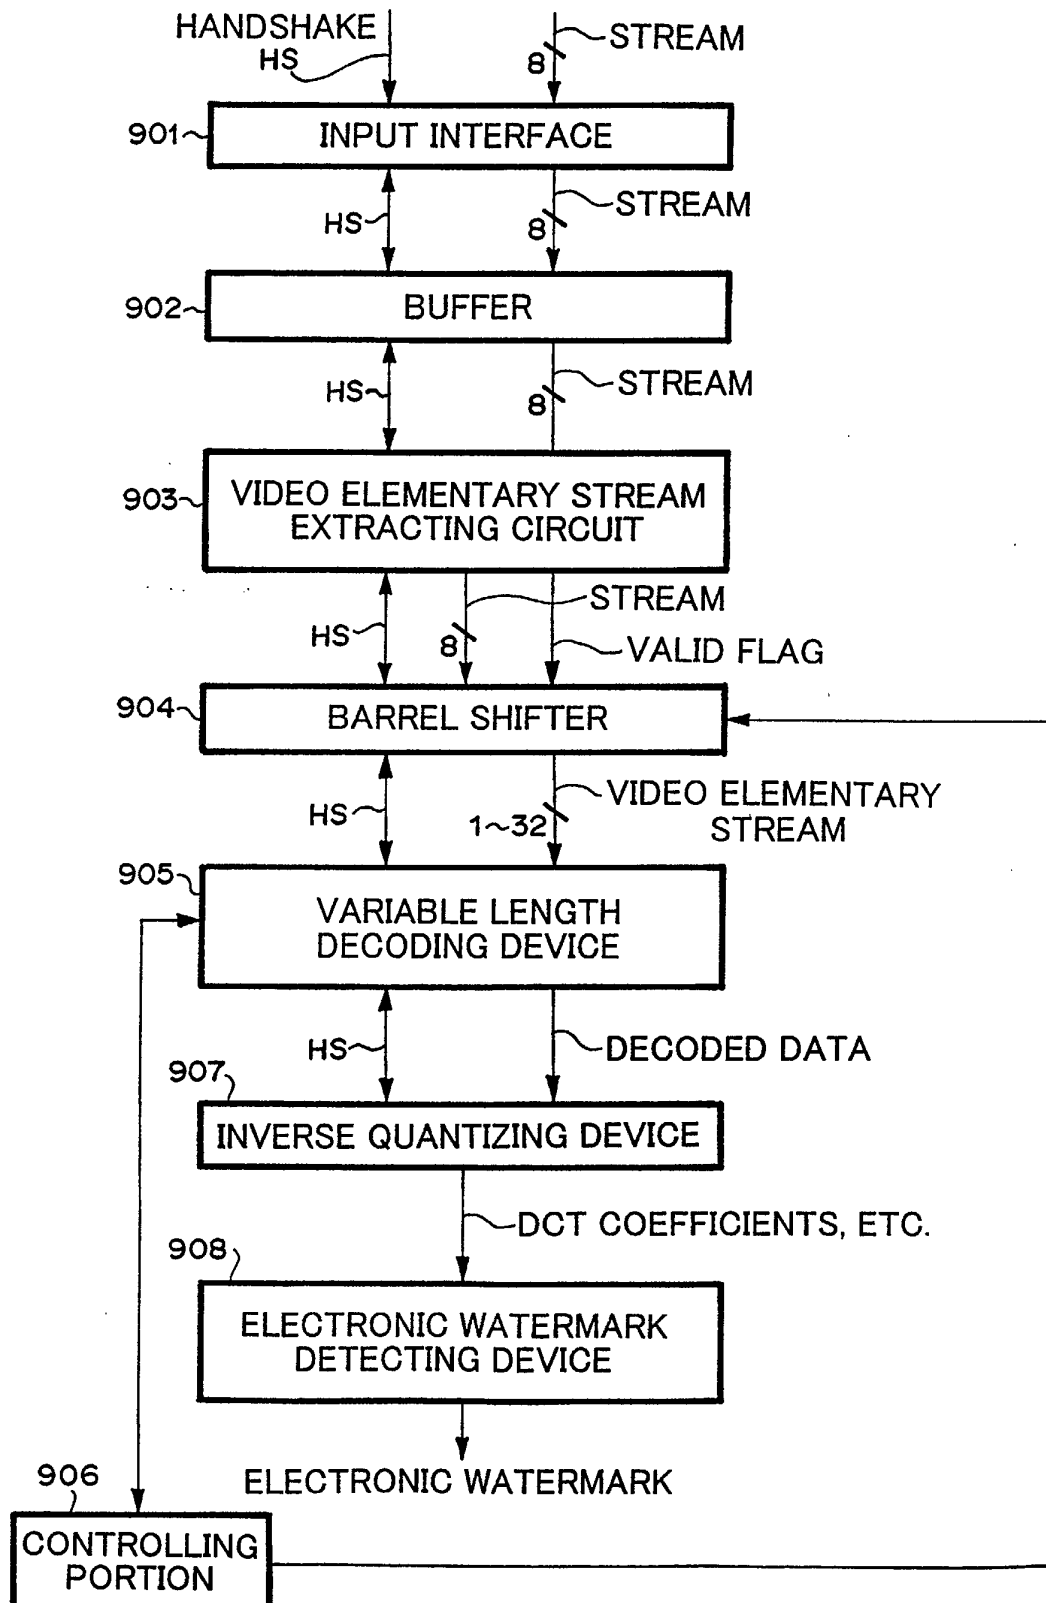 HANDSHAKE
HS
STREAM
8
901
INPUT INTERFACE
HS
STREAM
8
902
BUFFER
HS
STREAM
8
903
VIDEO ELEMENTARY STREAM
EXTRACTING CIRCUIT
HS
8
STREAM
VALID FLAG
904
BARREL SHIFTER
HS
1~32
VIDEO ELEMENTARY
STREAM
905
VARIABLE LENGTH
DECODING DEVICE
HS
DECODED DATA
907
INVERSE QUANTIZING DEVICE
DCT COEFFICIENTS, ETC.
908
ELECTRONIC WATERMARK
DETECTING DEVICE
ELECTRONIC WATERMARK
906
CONTROLLING
PORTION